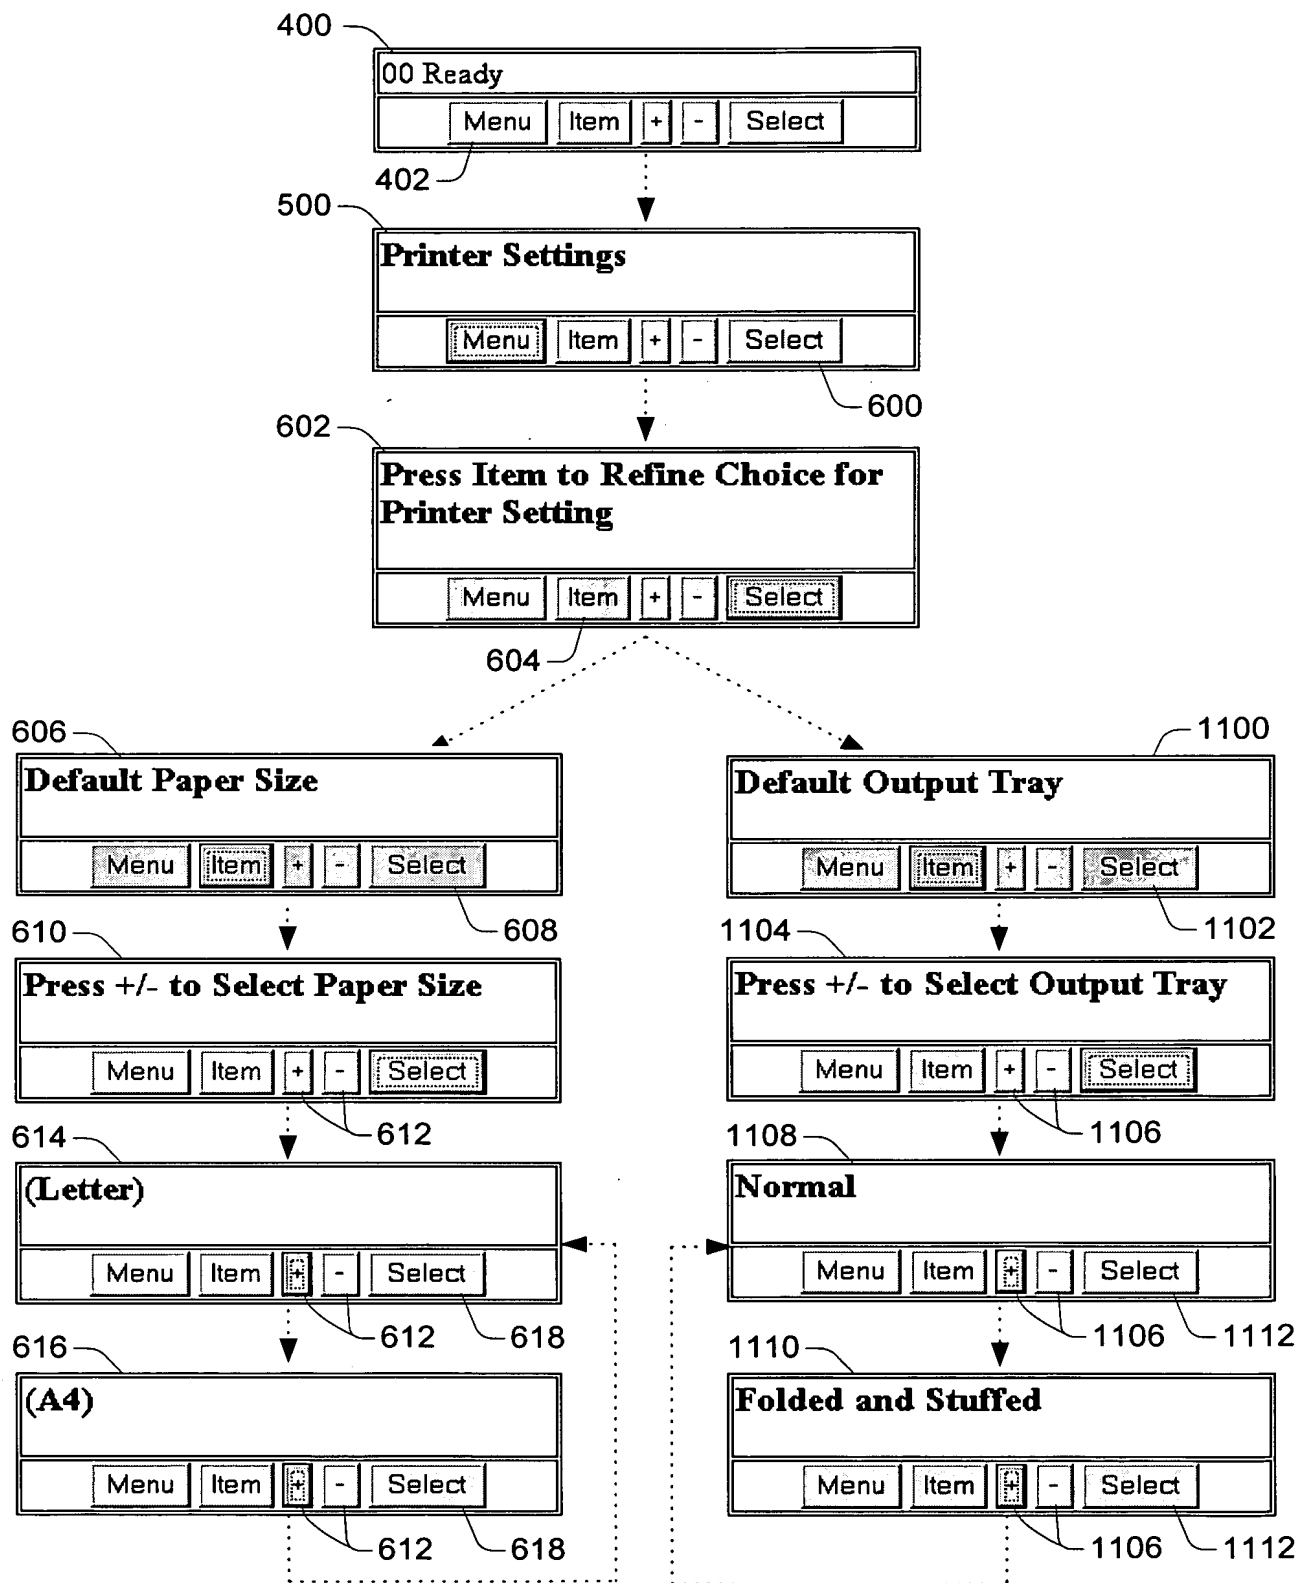 400
00 Ready
Menu Item + - Select
402
500
Printer Settings
Menu Item + - Select
600
602
Press Item to Refine Choice for
Printer Setting
Menu Item + - Select
604
606
Default Paper Size
Menu Item + - Select
608
610
Press +/- to Select Paper Size
Menu Item + - Select
612
614
(Letter)
Menu Item + - Select
612 618
616
(A4)
Menu Item + - Select
612 618
1100
Default Output Tray
Menu Item + - Select
1102
1104
Press +/- to Select Output Tray
Menu Item + - Select
1106
1108
Normal
Menu Item + - Select
1106 1112
1110
Folded and Stuffed
Menu Item + - Select
1106 1112